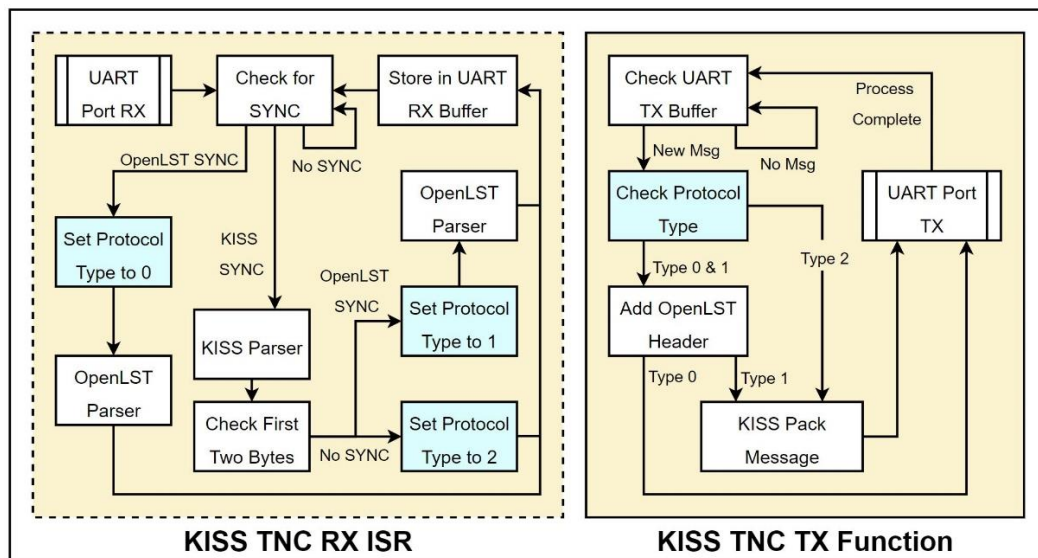 UART
Port RX
Check for
SYNC
Store in UART
RX Buffer
No SYNC
OpenLST SYNC
Set Protocol
Type to 0
OpenLST
Parser
KISS
SYNC
KISS Parser
Check First
Two Bytes
OpenLST
SYNC
No SYNC
OpenLST
Parser
Set Protocol
Type to 1
Set Protocol
Type to 2
KISS TNC RX ISR
Check UART
TX Buffer
Process
Complete
New Msg
No Msg
Check Protocol
Type
UART Port
TX
Type 0 & 1
Type 2
Add OpenLST
Header
Type 0
Type 1
KISS Pack
Message
KISS TNC TX Function